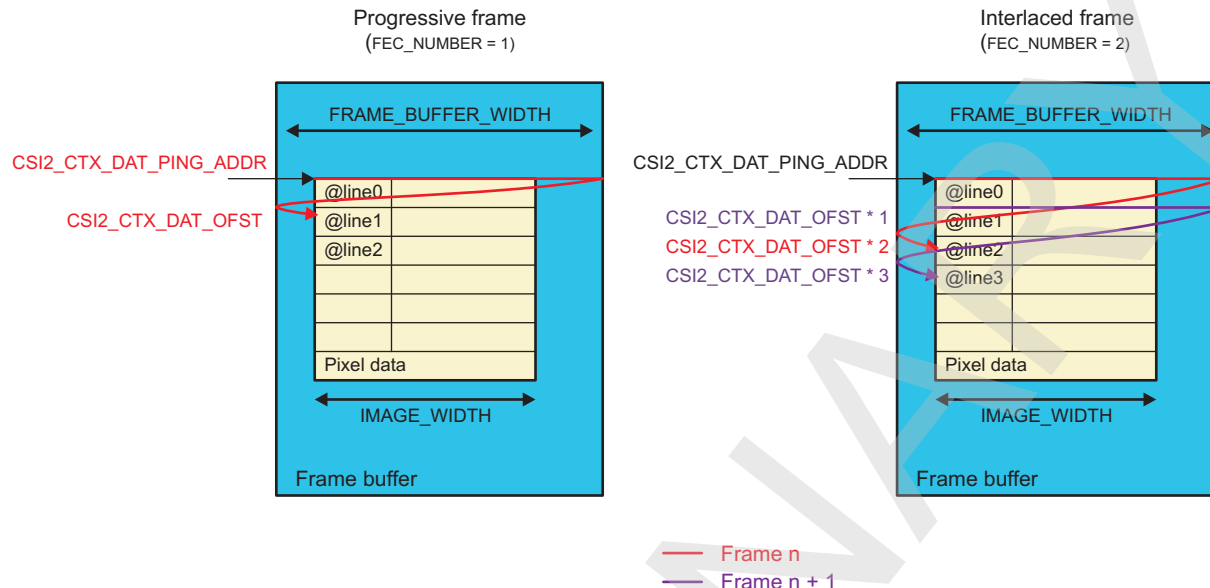 Progressive frame
(FEC_NUMBER = 1)
FRAME_BUFFER_WIDTH
CSI2_CTX_DAT_PING_ADDR
@line0
CSI2_CTX_DAT_OFST
@line1
@line2
Pixel data
IMAGE_WIDTH
Frame buffer
Interlaced frame
(FEC_NUMBER = 2)
FRAME_BUFFER_WIDTH
CSI2_CTX_DAT_PING_ADDR
@line0
CSI2_CTX_DAT_OFST * 1
@line1
CSI2_CTX_DAT_OFST * 2
@line2
CSI2_CTX_DAT_OFST * 3
@line3
Pixel data
IMAGE_WIDTH
Frame buffer
Frame n
Frame n + 1
NARY